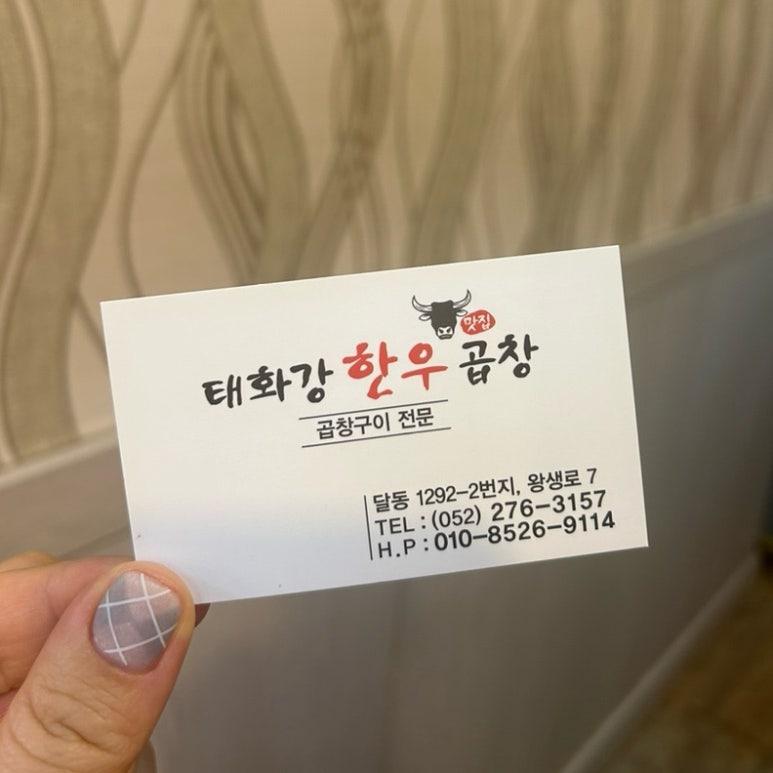 맛집
태화강 한우 곱창
곱창구이 전문
달동 1292-2번지, 왕생로 7
TEL : (052) 276-3157
H.P : 010-8526-9114